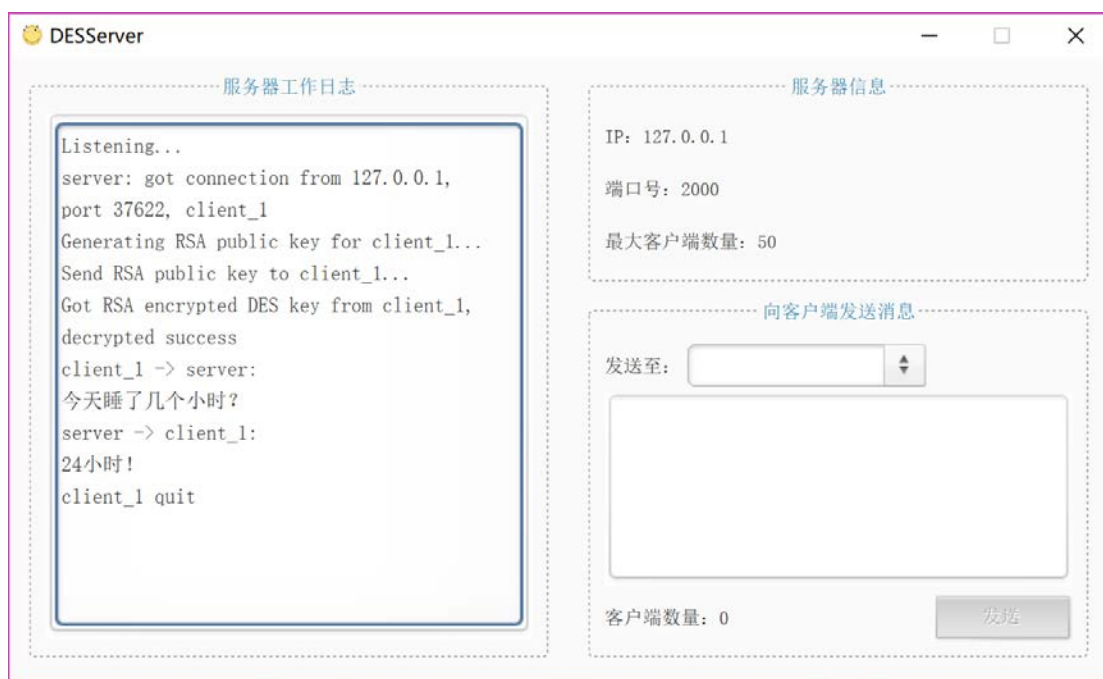 DESServer
服务器工作日志
Listening...
server: got connection from 127.0.0.1,
port 37622, client_1
Generating RSA public key for client_1...
Send RSA public key to client_1...
Got RSA encrypted DES key from client_1,
decrypted success
client_1 -> server:
今天睡了几个小时?
server -> client_1:
24小时!
client_1 quit
服务器信息
IP: 127.0.0.1
端口号: 2000
最大客户端数量: 50
向客户端发送消息
发送至:
客户端数量: 0
发送